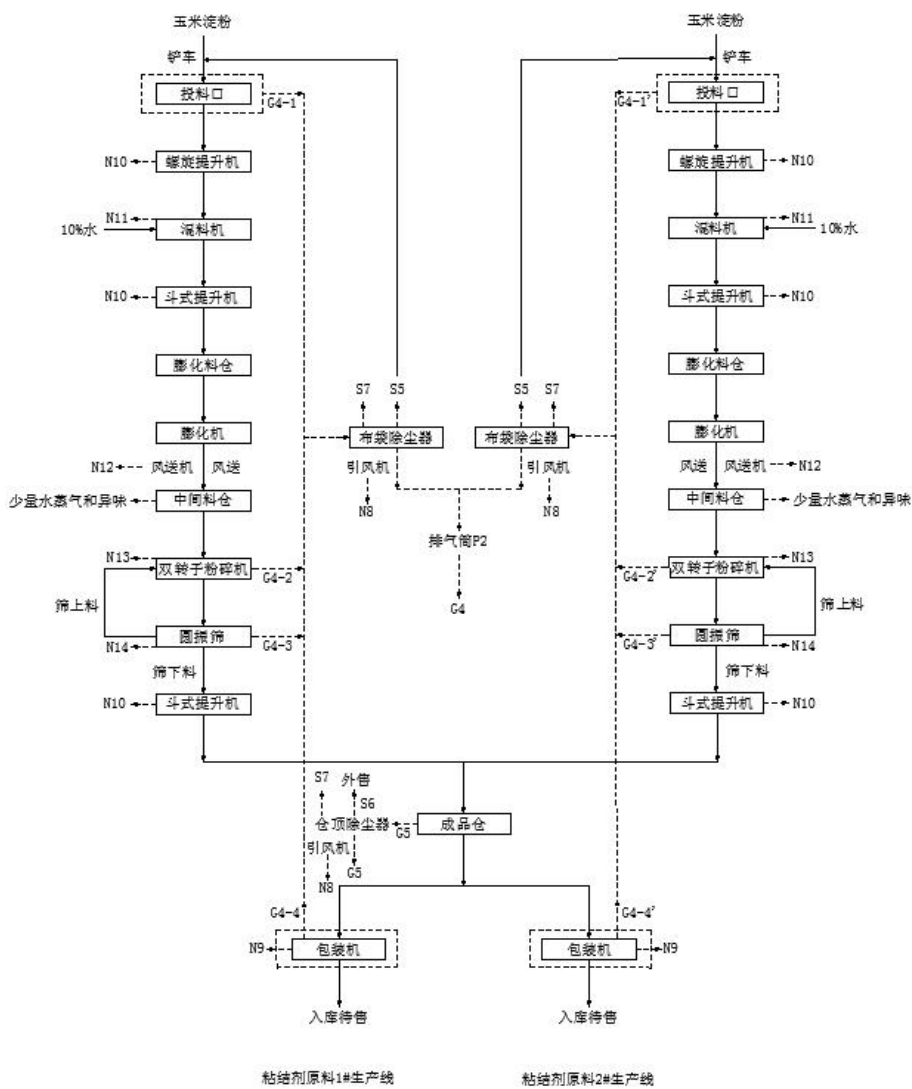 玉米淀粉 玉米淀粉
铲车 铲车
投料口 投料口
G4-1 G4-1'
N10 螺旋提升机 螺旋提升机 N10
N11 N11
10%水 混料机 混料机 10%水
N10 斗式提升机 斗式提升机 N10
膨化料仓 膨化料仓
S7 S5 S5 S7
膨化机 布袋除尘器 布袋除尘器 膨化机
N12 风送机 风送 引风机 引风机 风送 风送机 N12
少量水蒸气和异味 中间料仓 N8 N8 中间料仓 少量水蒸气和异味
排气筒P2
N13 N13
双转子粉碎机 G4-2 G4-2' 双转子粉碎机
筛上料 G4 筛上料
圆振筛 G4-3 G4-3' 圆振筛
N14 N14
筛下料 筛下料
N10 斗式提升机 斗式提升机 N10
S7 外售
S6
仓顶除尘器 G5 成品仓
引风机
N8 G5
G4-4 G4-4'
N9 包装机 包装机 N9
入库待售 入库待售
粘结剂原料1#生产线 粘结剂原料2#生产线